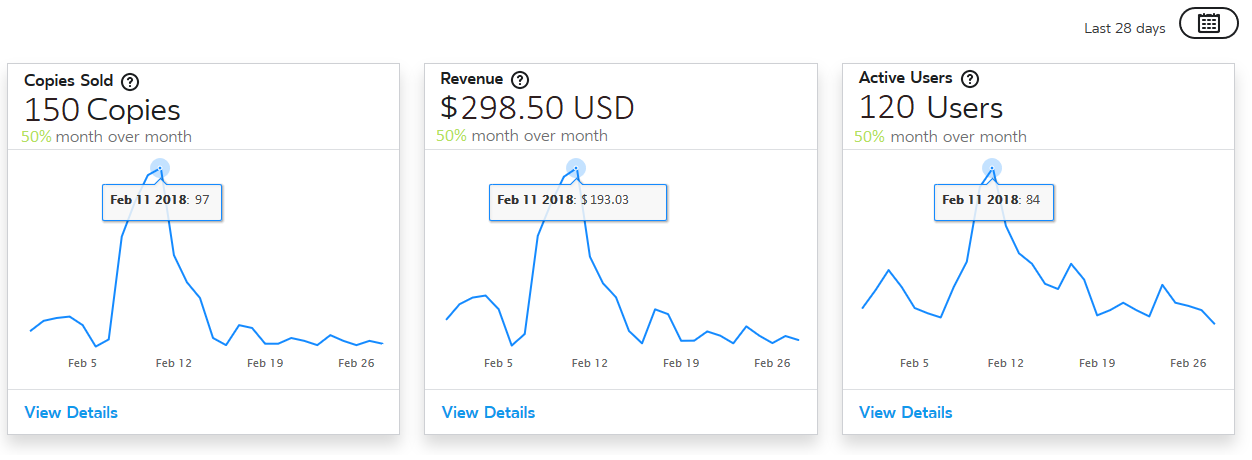 Last 28 days
Copies Sold ?
150 Copies
50% month over month
Feb 11 2018: 97
Feb 5 Feb 12 Feb 19 Feb 26
View Details
Revenue ?
$298.50 USD
50% month over month
Feb 11 2018: $193.03
Feb 5 Feb 12 Feb 19 Feb 26
View Details
Active Users ?
120 Users
50% month over month
Feb 11 2018: 84
Feb 5 Feb 12 Feb 19 Feb 26
View Details